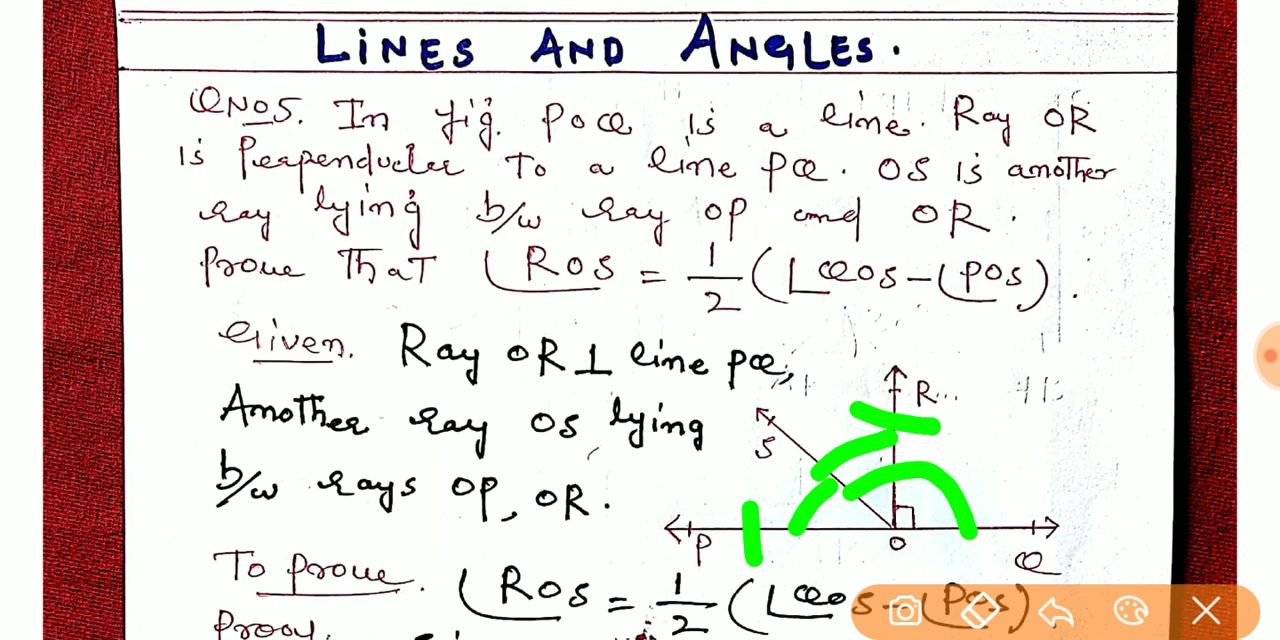 LINES AND ANGLES.
QNO5. In fig. POQ is a line. Ray OR
is Perpendicular To a line PQ. OS is another
ray lying b/w ray OP and OR.
Prove That ∠ROS = 1/2 (∠QOS - ∠POS).
Given. Ray OR ⊥ line PQ,
Another ray OS lying
b/w rays OP, OR.
R
S
P
O
Q
To prove. ∠ROS = 1/2 (∠QOS - ∠POS)
Proof.